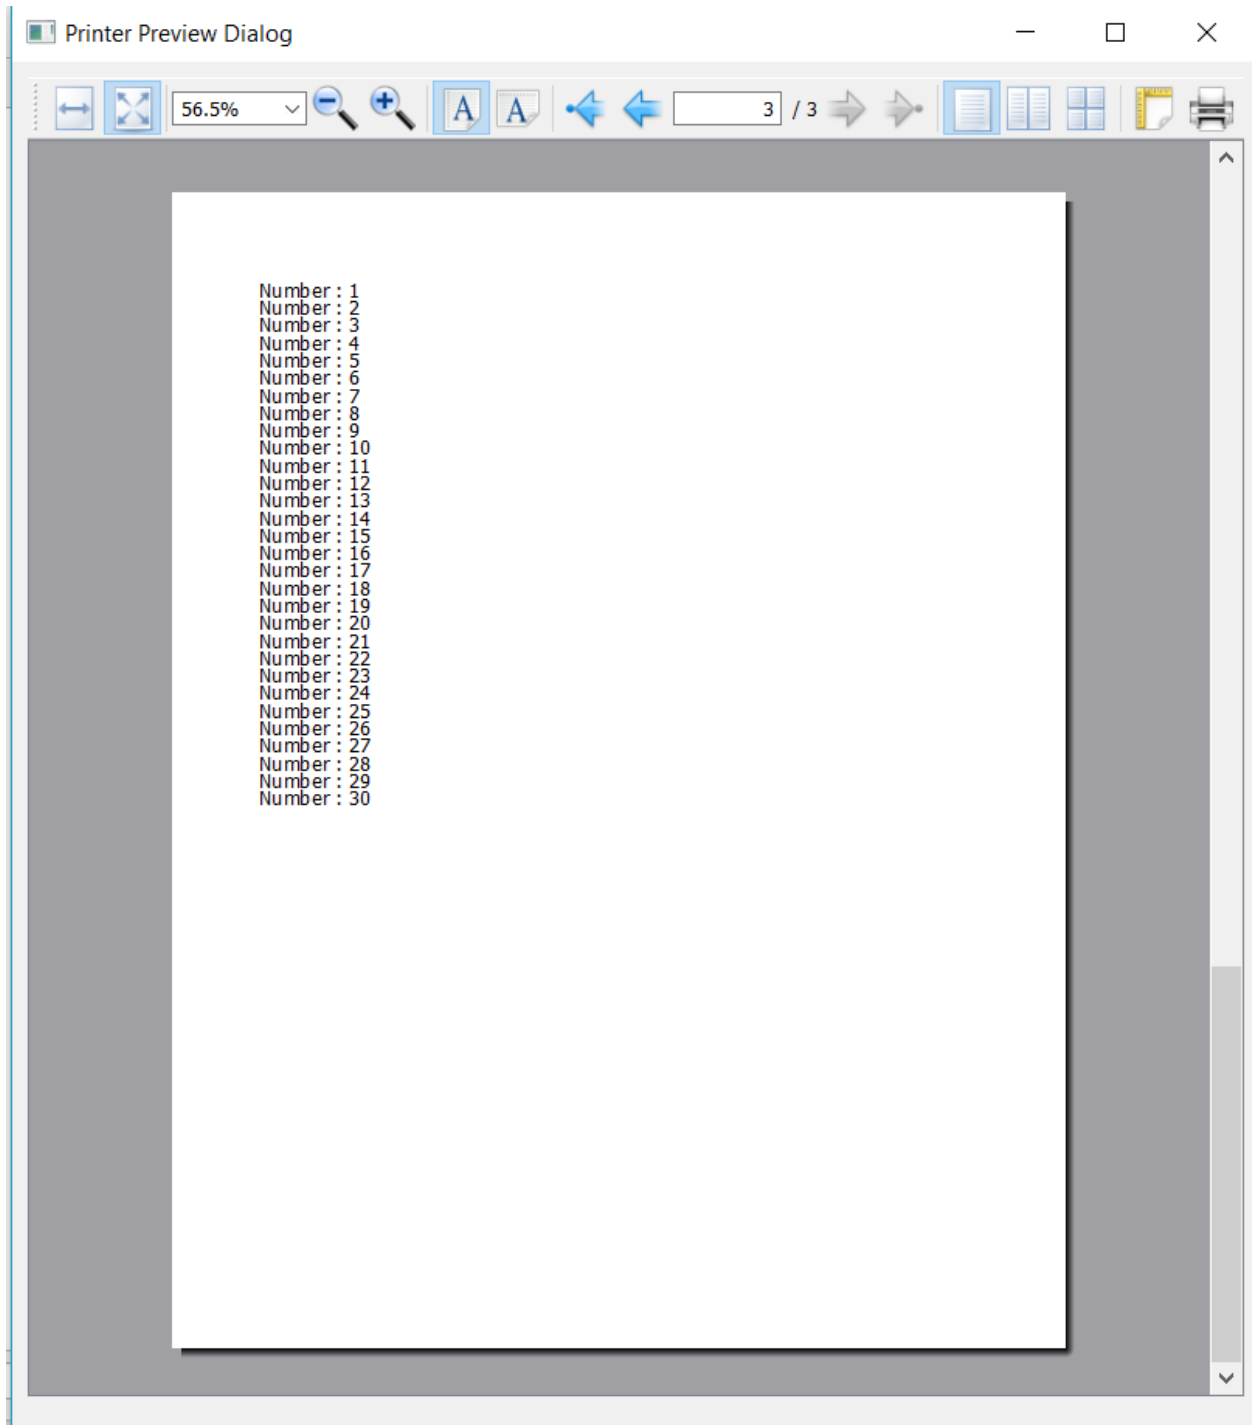 Printer Preview Dialog
56.5% A A 3 / 3
Number : 1
Number : 2
Number : 3
Number : 4
Number : 5
Number : 6
Number : 7
Number : 8
Number : 9
Number : 10
Number : 11
Number : 12
Number : 13
Number : 14
Number : 15
Number : 16
Number : 17
Number : 18
Number : 19
Number : 20
Number : 21
Number : 22
Number : 23
Number : 24
Number : 25
Number : 26
Number : 27
Number : 28
Number : 29
Number : 30